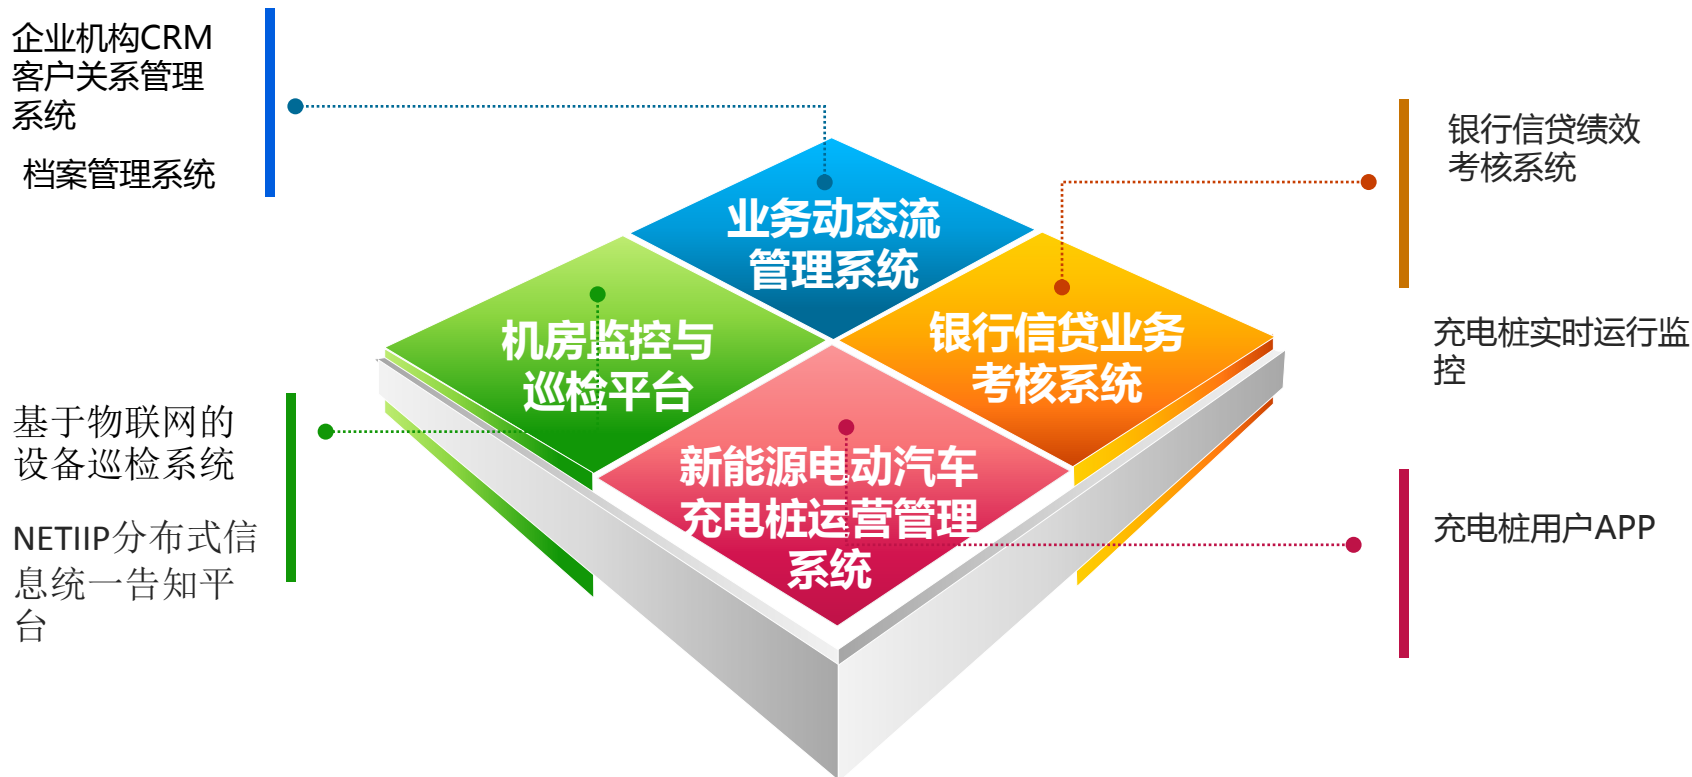 企业机构CRM
客户关系管理
系统
档案管理系统
业务动态流
管理系统
银行信贷绩效
考核系统
机房监控与
巡检平台
银行信贷业务
考核系统
充电桩实时运行监
控
基于物联网的
设备巡检系统
NETIIP分布式信
息统一告知平
台
新能源电动汽车
充电桩运营管理
系统
充电桩用户APP